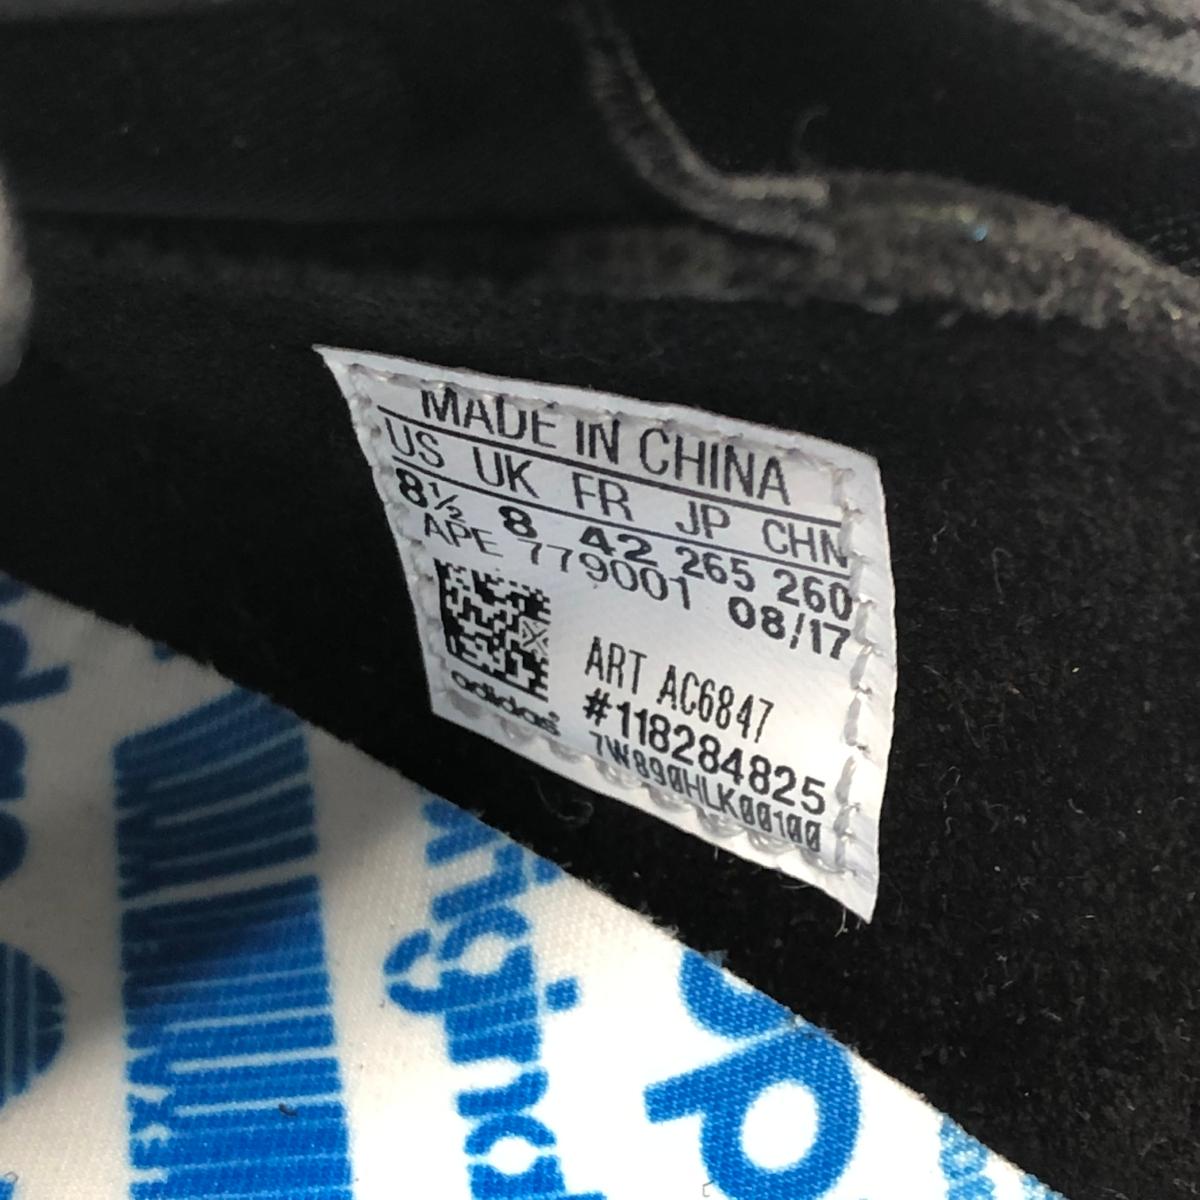 MADE IN CHINA
US UK FR JP CHN
8½ 8 42 265 260
APE 779001 08/17
ART AC6847
#118284825
7W890HLK00100
adidas